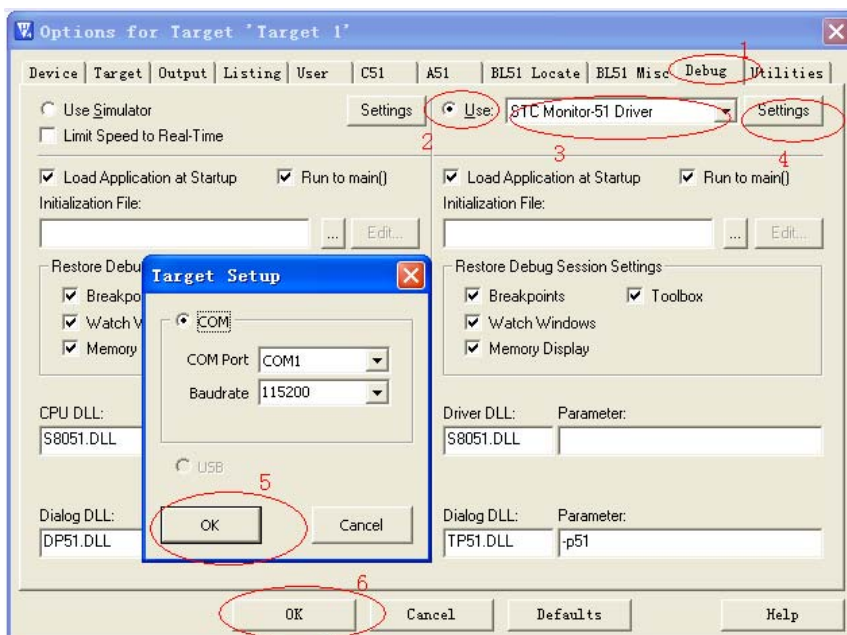 Options for Target 'Target 1'
1
Device Target Output Listing User C51 A51 BL51 Locate BL51 Misc Debug Utilities
Use Simulator Settings
Limit Speed to Real-Time
2
Use: STC Monitor-51 Driver Settings
3
4
Load Application at Startup Run to main()
Initialization File:
... Edit...
Load Application at Startup Run to main()
Initialization File:
... Edit...
Restore Debu
Breakpo
Watch W
Memory
Restore Debug Session Settings
Breakpoints Toolbox
Watch Windows
Memory Display
Target Setup
COM
COM Port COM1
Baudrate 115200
USB
5
OK Cancel
CPU DLL:
S8051.DLL
Driver DLL: Parameter:
S8051.DLL
Dialog DLL:
DP51.DLL
Dialog DLL: Parameter:
TP51.DLL -p51
6
OK Cancel Defaults Help